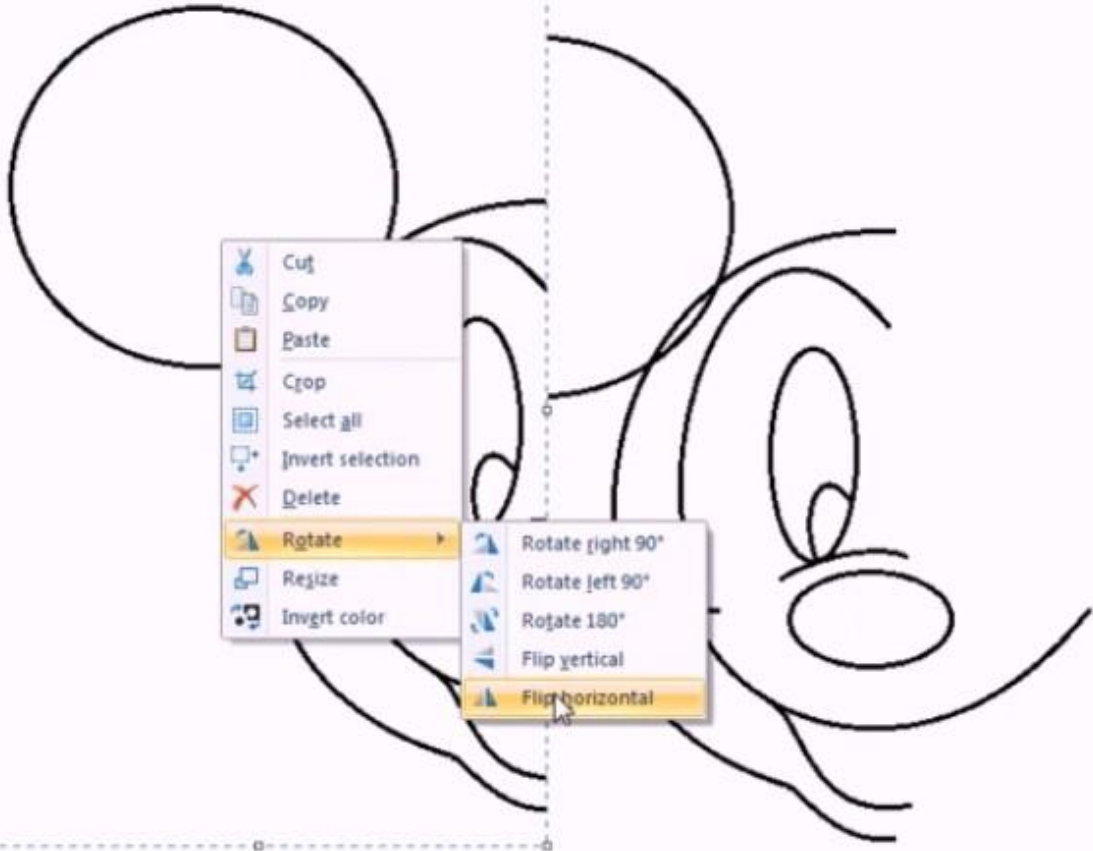 Cut
Copy
Paste
Crop
Select all
Invert selection
Delete
Rotate
Resize
Invert color
Rotate right 90°
Rotate left 90°
Rotate 180°
Flip vertical
Flip horizontal